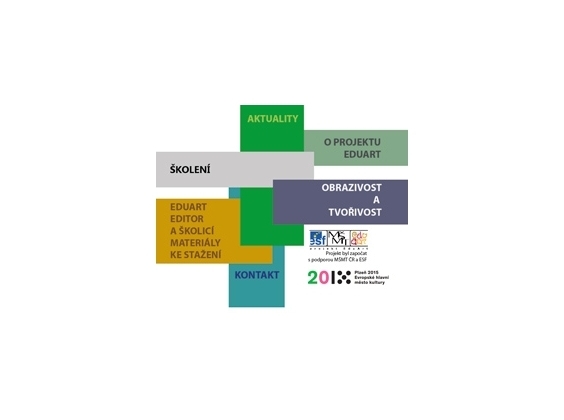 AKTUALITY
O PROJEKTU
EDUART
ŠKOLENÍ
OBRAZIVOST
A
TVOŘIVOST
EDUART
EDITOR
A ŠKOLICÍ
MATERIÁLY
KE STAŽENÍ
KONTAKT
esf MŠMT
Projekt byl započat
s podporou MŠMT ČR a ESF
Plzeň 2015
Evropské hlavní
město kultury